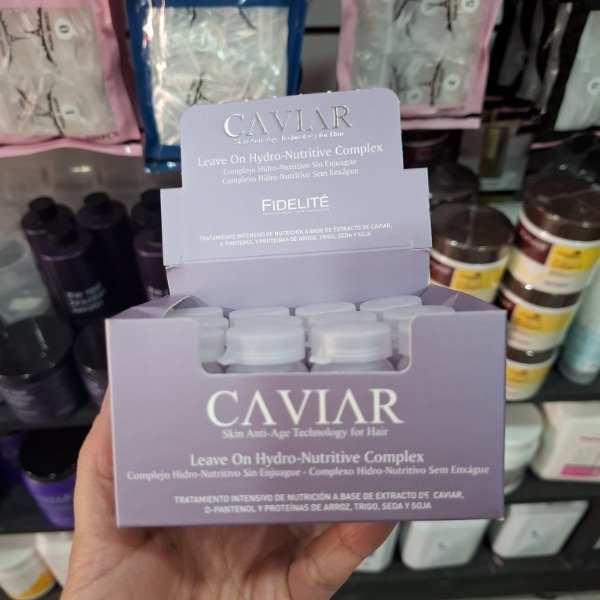 CAVIAR
Skin Anti-Age Technology for Hair
Leave On Hydro-Nutritive Complex
Complejo Hidro-Nutritivo Sin Enjuague
Complexo Hidro-Nutritivo Sem Enxágue
FIDELITÉ
TRATAMIENTO INTENSIVO DE NUTRICIÓN A BASE DE EXTRACTO DE CAVIAR,
D-PANTENOL Y PROTEÍNAS DE ARROZ, TRIGO, SEDA Y SOJA
CAVIAR
Skin Anti-Age Technology for Hair
Leave On Hydro-Nutritive Complex
Complejo Hidro-Nutritivo Sin Enjuague - Complexo Hidro-Nutritivo Sem Enxágue
TRATAMIENTO INTENSIVO DE NUTRICIÓN A BASE DE EXTRACTO DE CAVIAR,
D-PANTENOL Y PROTEÍNAS DE ARROZ, TRIGO, SEDA Y SOJA